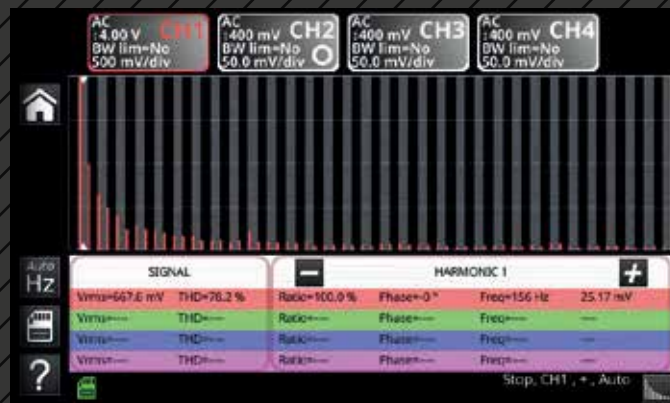 AC
:4.00 V CH1
BW lim=No
500 mV/div
AC
:400 mV CH2
BW lim=No
50.0 mV/div
AC
:400 mV CH3
BW lim=No
50.0 mV/div
AC
:400 mV CH4
BW lim=No
50.0 mV/div
Auto
Hz
?
SIGNAL
− HARMONIC 1 +
Vrms=667.6 mV THD=76.2 % Ratio=100.0 % Phase=-0 ° Freq=156 Hz 25.17 mV
Vrms=--- THD=--- Ratio=--- Phase=--- Freq=--- ---
Vrms=--- THD=--- Ratio=--- Phase=--- Freq=--- ---
Vrms=--- THD=--- Ratio=--- Phase=--- Freq=--- ---
Stop, CH1 , + , Auto